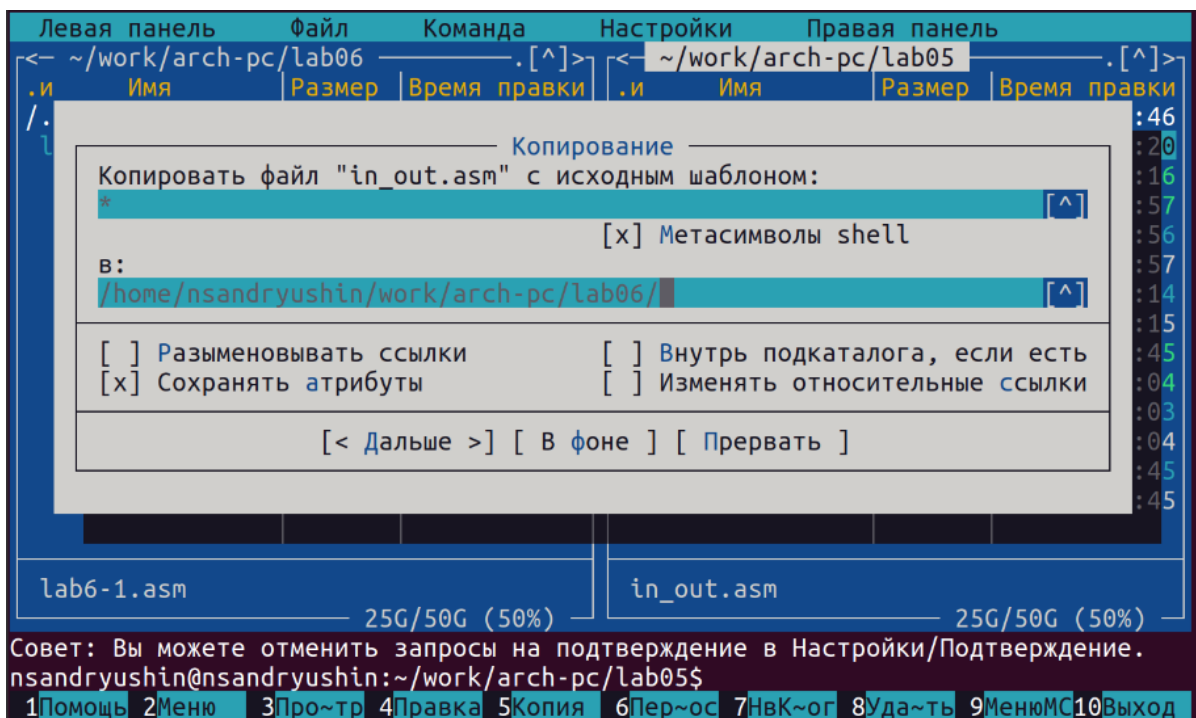 Левая панель Файл Команда Настройки Правая панель
<— ~/work/arch-pc/lab06 .[^]> <— ~/work/arch-pc/lab05 .[^]>
.и Имя Размер Время правки .и Имя Размер Время правки
/. :46
l Копирование :20
Копировать файл "in_out.asm" с исходным шаблоном: :16
* [^] :57
[x] Метасимволы shell :56
в: :57
/home/nsandryushin/work/arch-pc/lab06/ [^] :14
:15
[ ] Разыменовывать ссылки [ ] Внутрь подкаталога, если есть :45
[x] Сохранять атрибуты [ ] Изменять относительные ссылки :04
:03
[< Дальше >] [ В фоне ] [ Прервать ] :04
:45
:45
lab6-1.asm in_out.asm
25G/50G (50%) 25G/50G (50%)
Совет: Вы можете отменить запросы на подтверждение в Настройки/Подтверждение.
nsandryushin@nsandryushin:~/work/arch-pc/lab05$
1Помощь 2Меню 3Про~тр 4Правка 5Копия 6Пер~ос 7НвК~ог 8Уда~ть 9МенюМС 10Выход